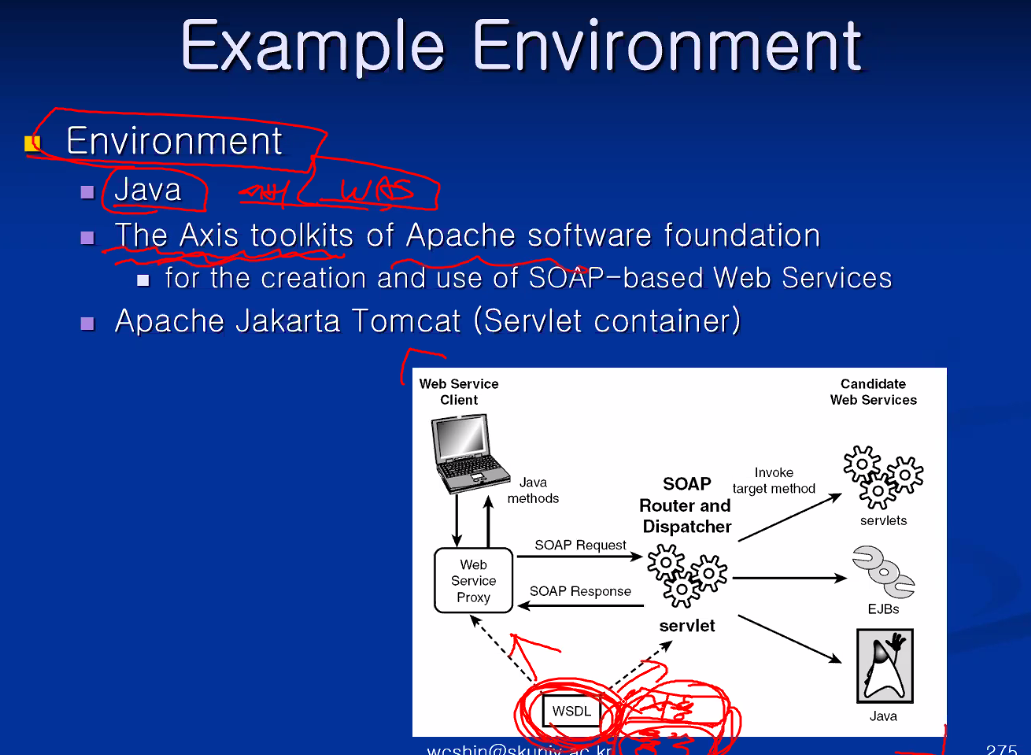 Example Environment
Environment
Java WAS
The Axis toolkits of Apache software foundation
for the creation and use of SOAP-based Web Services
Apache Jakarta Tomcat (Servlet container)
Web Service
Client
Candidate
Web Services
Java
methods
SOAP
Router and
Dispatcher
Invoke
target method
servlets
Web
Service
Proxy
SOAP Request
SOAP Response
servlet
EJBs
WSDL
Java
wcshin@skuniv.ac.kr
275